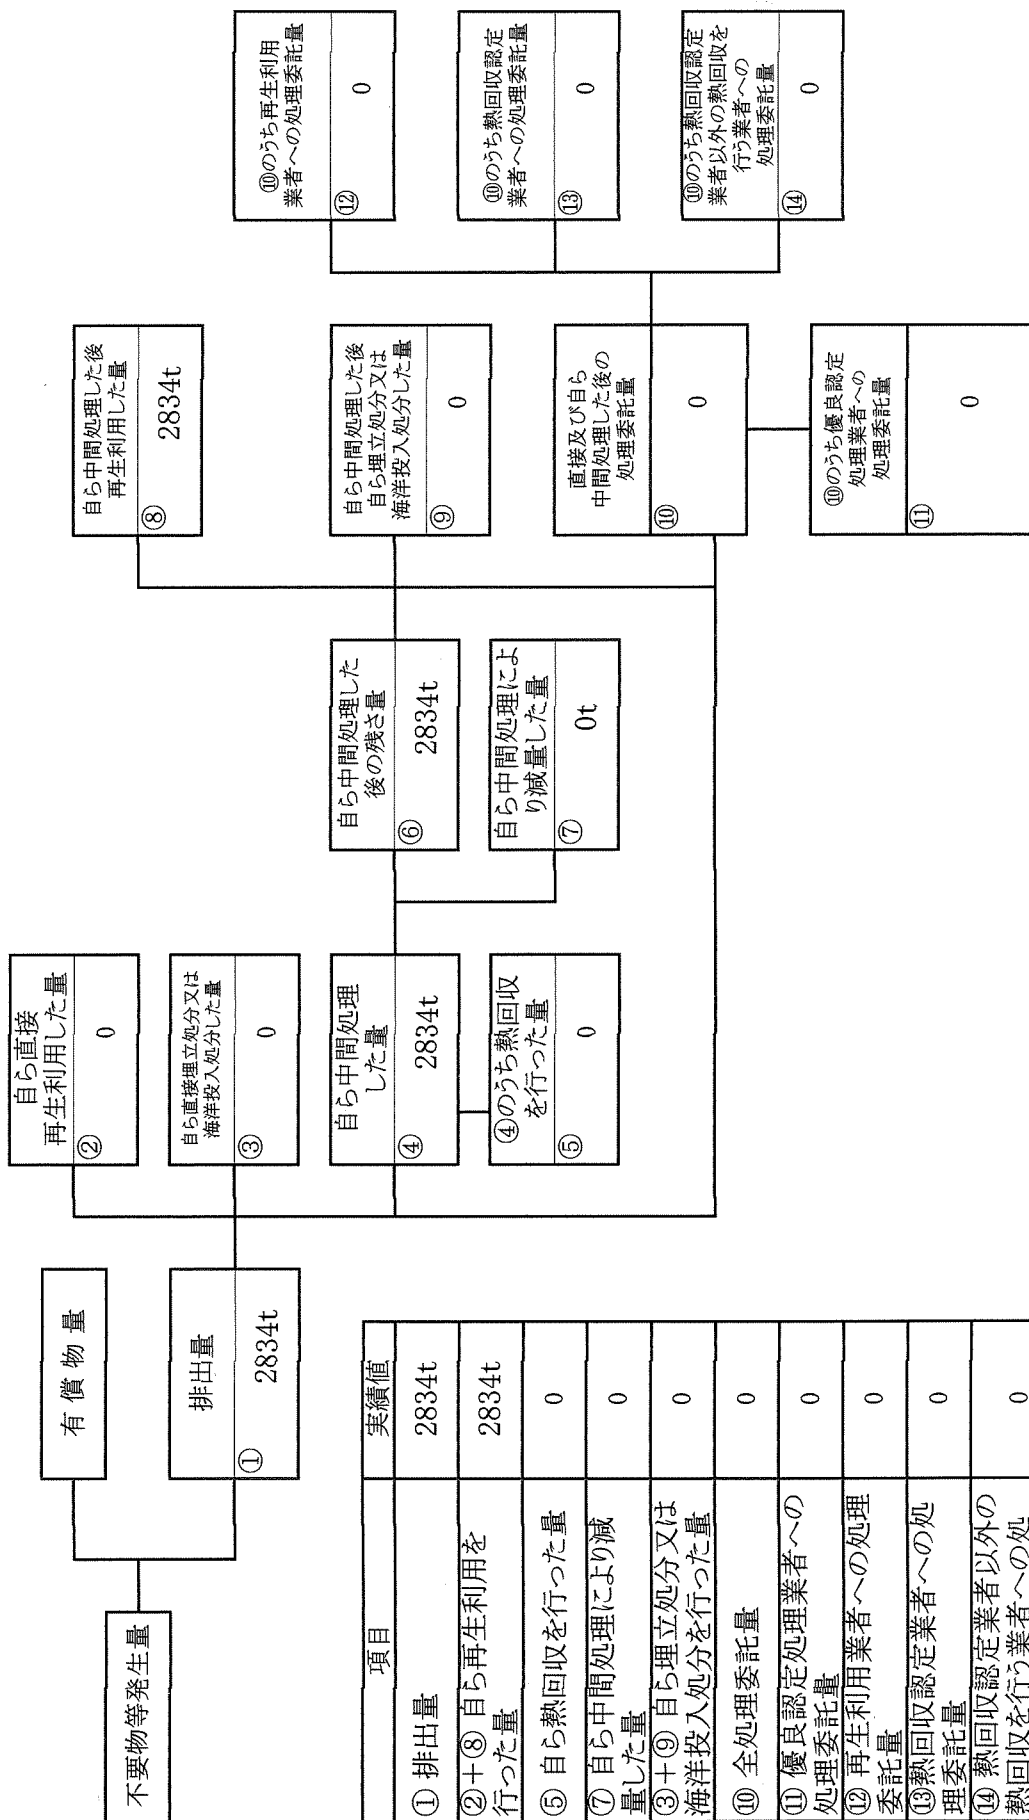 不要物等発生量
有償物量
排出量
①
2834t
自ら直接
再生利用した量
②
0
自ら直接埋立処分又は
海洋投入処分した量
③
0
自ら中間処理
した量
④
2834t
④のうち熱回収
を行った量
⑤
0
自ら中間処理した
後の残さ量
⑥
2834t
自ら中間処理によ
り減量した量
⑦
0t
自ら中間処理した後
再生利用した量
⑧
2834t
自ら中間処理した後
自ら埋立処分又は
海洋投入処分した量
⑨
0
直接及び自ら
中間処理した後の
処理委託量
⑩
0
⑩のうち優良認定
処理業者への
処理委託量
⑪
0
⑩のうち再生利用
業者への処理委託量
⑫
0
⑩のうち熱回収認定
業者への処理委託量
⑬
0
⑩のうち熱回収認定
業者以外の熱回収を
行う業者への
処理委託量
⑭
0
項目 実績値
①排出量 2834t
②+⑧ 自ら再生利用を
行った量 2834t
⑤ 自ら熱回収を行った量 0
⑦ 自ら中間処理により減
量した量 0
③+⑨ 自ら埋立処分又は
海洋投入処分を行った量 0
⑩ 全処理委託量 0
⑪ 優良認定処理業者への
処理委託量 0
⑫ 再生利用業者への処理
委託量 0
⑬熱回収認定業者への処
理委託量 0
⑭ 熱回収認定業者以外の
熱回収を行う業者への処 0